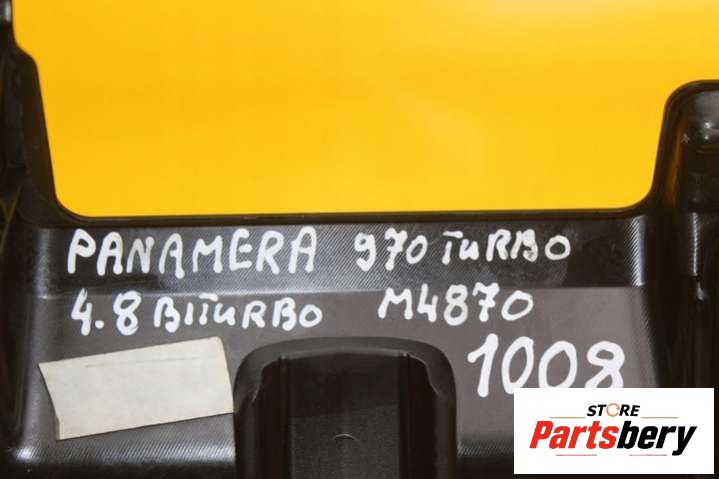 PANAMERA 970 TURBO
4.8 BITURBO M4870
1008
STORE
Partsbery